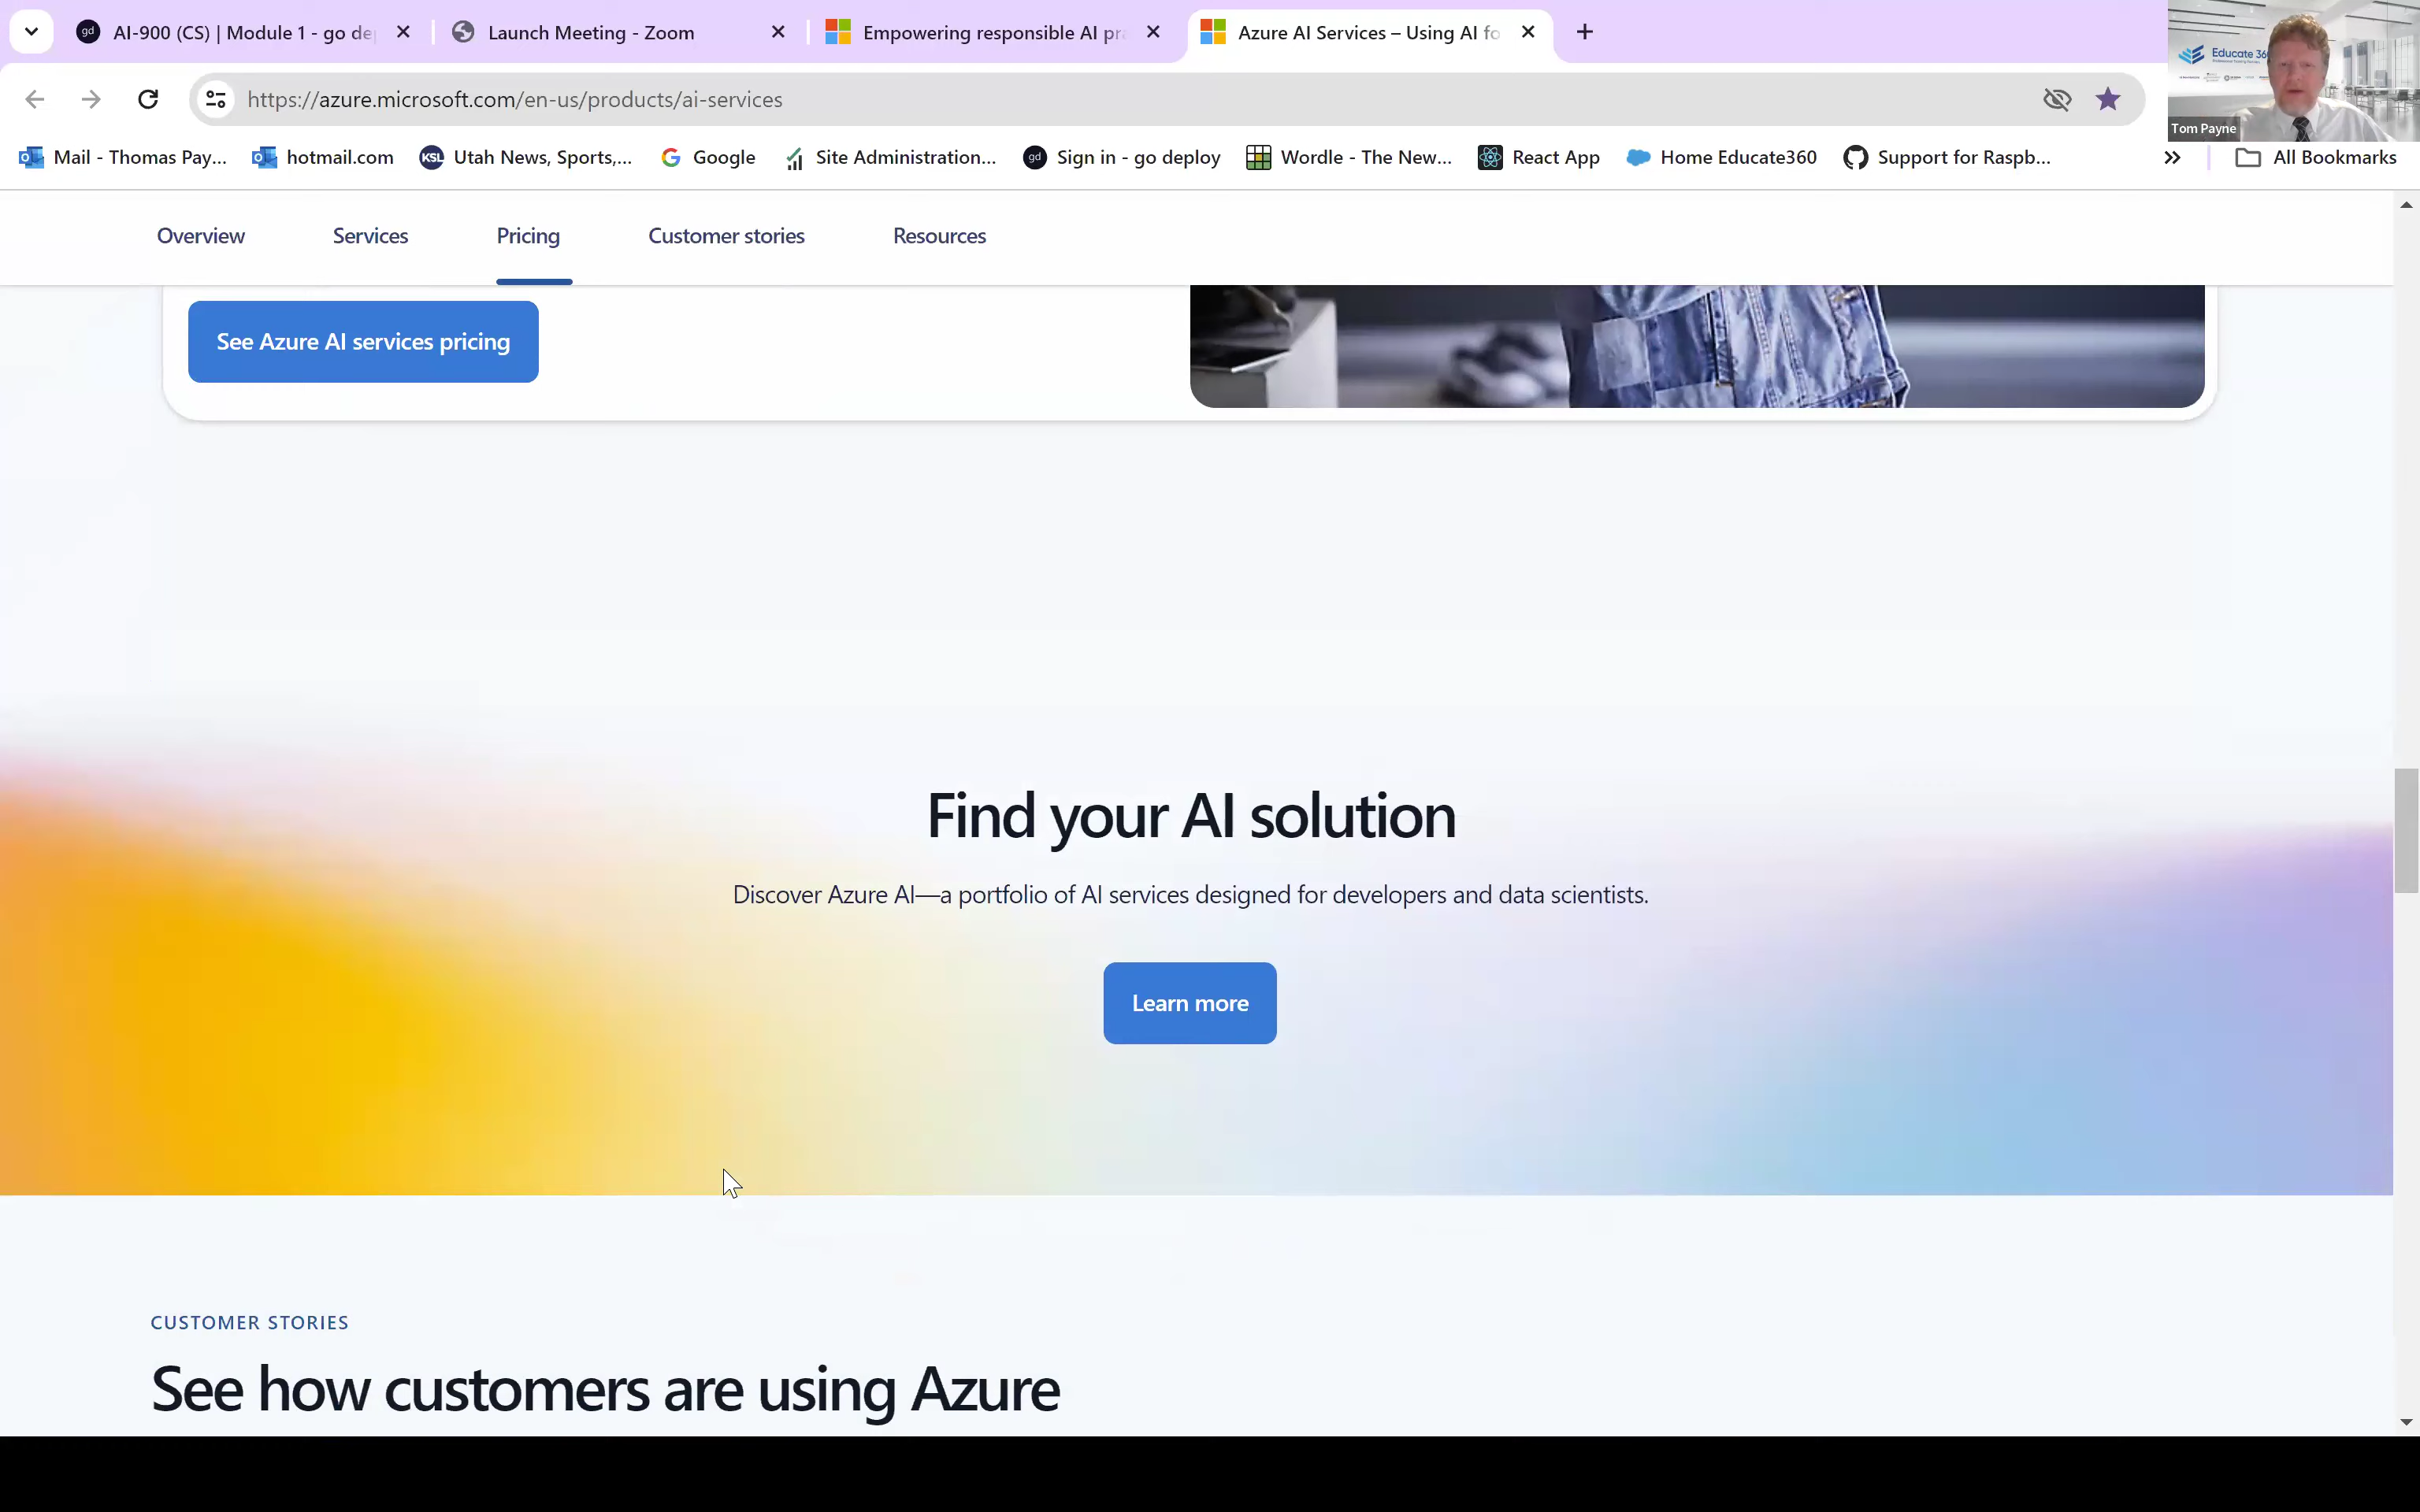 AI-900 (CS) | Module 1 - go de
Launch Meeting - Zoom
Empowering responsible AI pra
Azure AI Services – Using AI fo
https://azure.microsoft.com/en-us/products/ai-services
Educate 36
Tom Payne
Mail - Thomas Pay...
hotmail.com
KSL
Utah News, Sports,...
Google
Site Administration...
gd
Sign in - go deploy
Wordle - The New...
React App
Home Educate360
Support for Raspb...
All Bookmarks
Overview
Services
Pricing
Customer stories
Resources
See Azure AI services pricing
Find your AI solution
Discover Azure AI—a portfolio of AI services designed for developers and data scientists.
Learn more
CUSTOMER STORIES
See how customers are using Azure